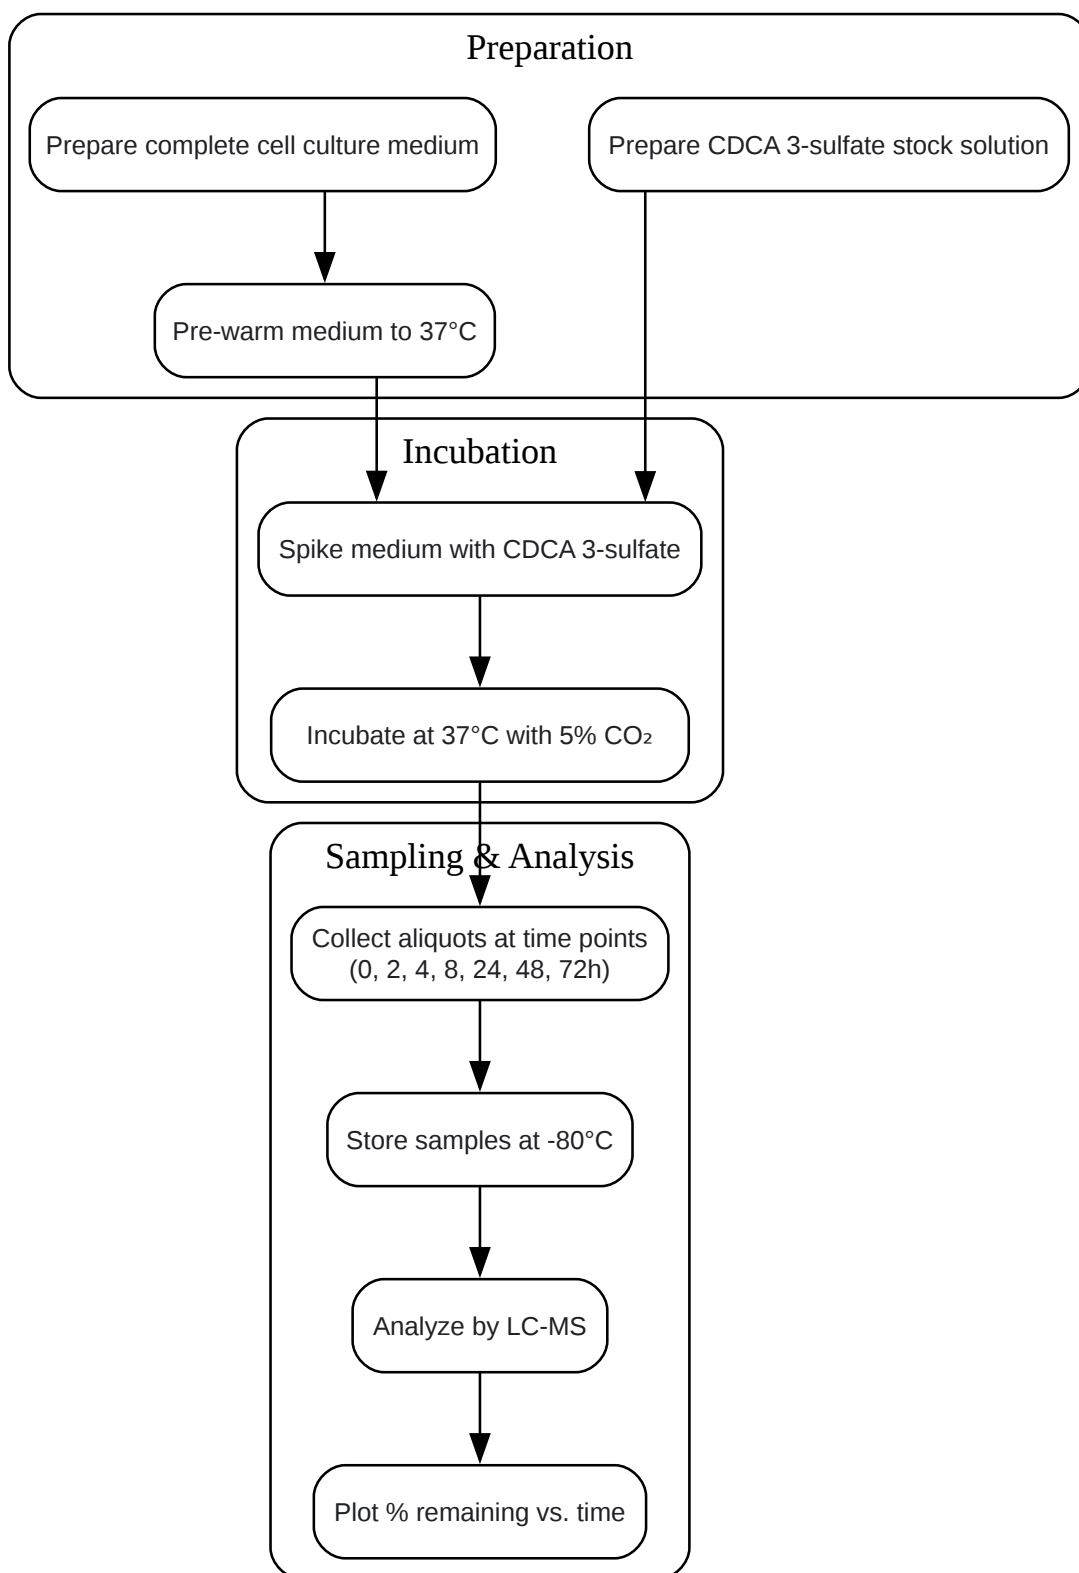 Preparation
Prepare complete cell culture medium
Prepare CDCA 3-sulfate stock solution
Pre-warm medium to 37°C
Incubation
Spike medium with CDCA 3-sulfate
Incubate at 37°C with 5% CO₂
Sampling & Analysis
Collect aliquots at time points
(0, 2, 4, 8, 24, 48, 72h)
Store samples at -80°C
Analyze by LC-MS
Plot % remaining vs. time